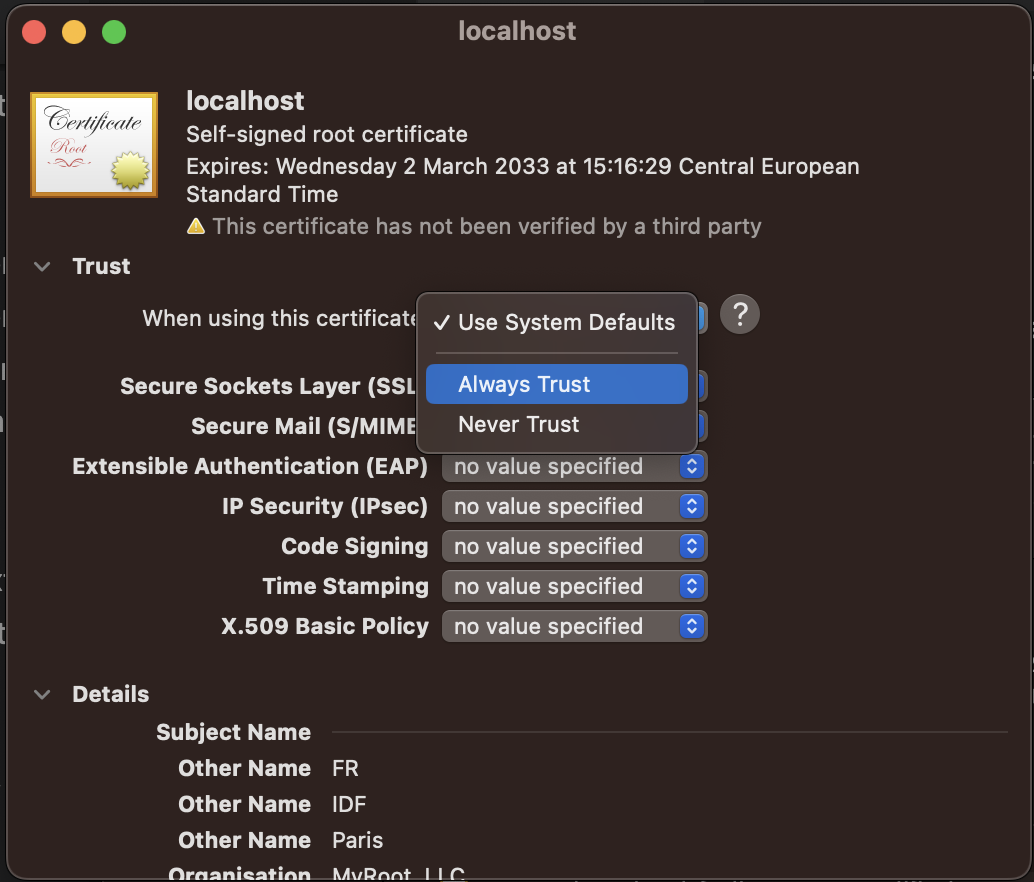 localhost
Certificate
Root
localhost
Self-signed root certificate
Expires: Wednesday 2 March 2033 at 15:16:29 Central European
Standard Time
This certificate has not been verified by a third party
Trust
When using this certificate
✓ Use System Defaults
?
Always Trust
Never Trust
Secure Sockets Layer (SSL
Secure Mail (S/MIME
Extensible Authentication (EAP) no value specified
IP Security (IPsec) no value specified
Code Signing no value specified
Time Stamping no value specified
X.509 Basic Policy no value specified
Details
Subject Name
Other Name FR
Other Name IDF
Other Name Paris
Organisation MyRoot, LLC